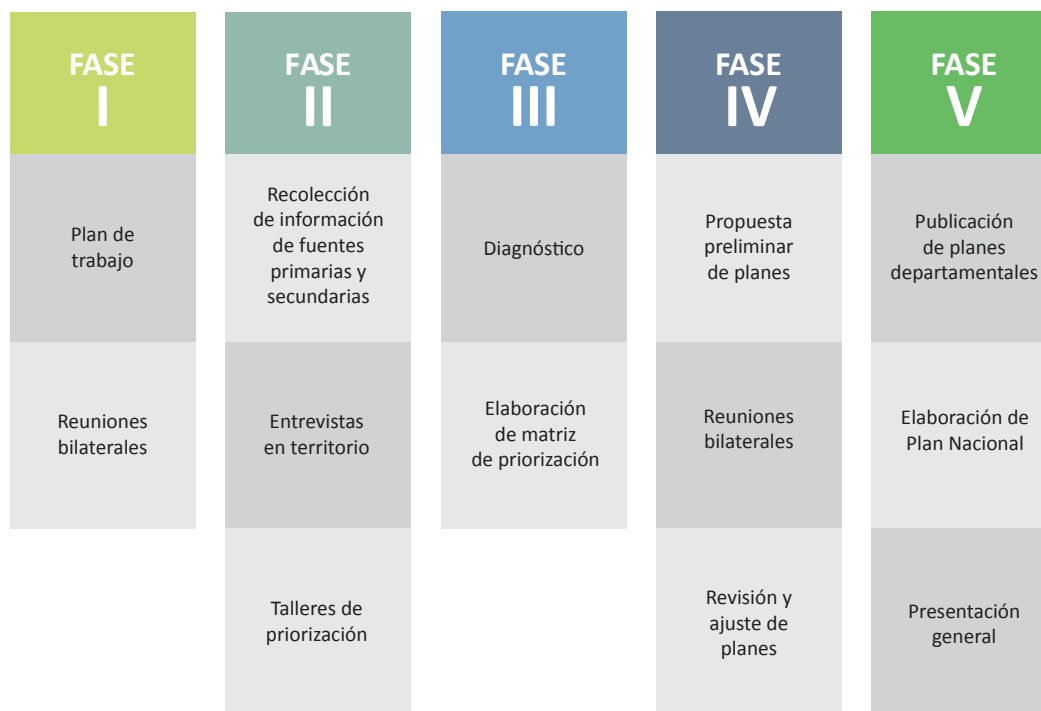 FASE
I
Plan de
trabajo
Reuniones
bilaterales
FASE
II
Recolección
de información
de fuentes
primarias y
secundarias
Entrevistas
en territorio
Talleres de
priorización
FASE
III
Diagnóstico
Elaboración
de matriz
de priorización
FASE
IV
Propuesta
preliminar
de planes
Reuniones
bilaterales
Revisión y
ajuste de
planes
FASE
V
Publicación
de planes
departamentales
Elaboración de
Plan Nacional
Presentación
general